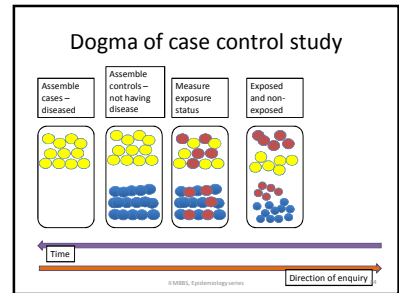 Dogma of case control study
Assemble
cases –
diseased
Assemble
controls –
not having
disease
Measure
exposure
status
Exposed
and non-
exposed
Time
Direction of enquiry
II MBBS, Epidemiology series